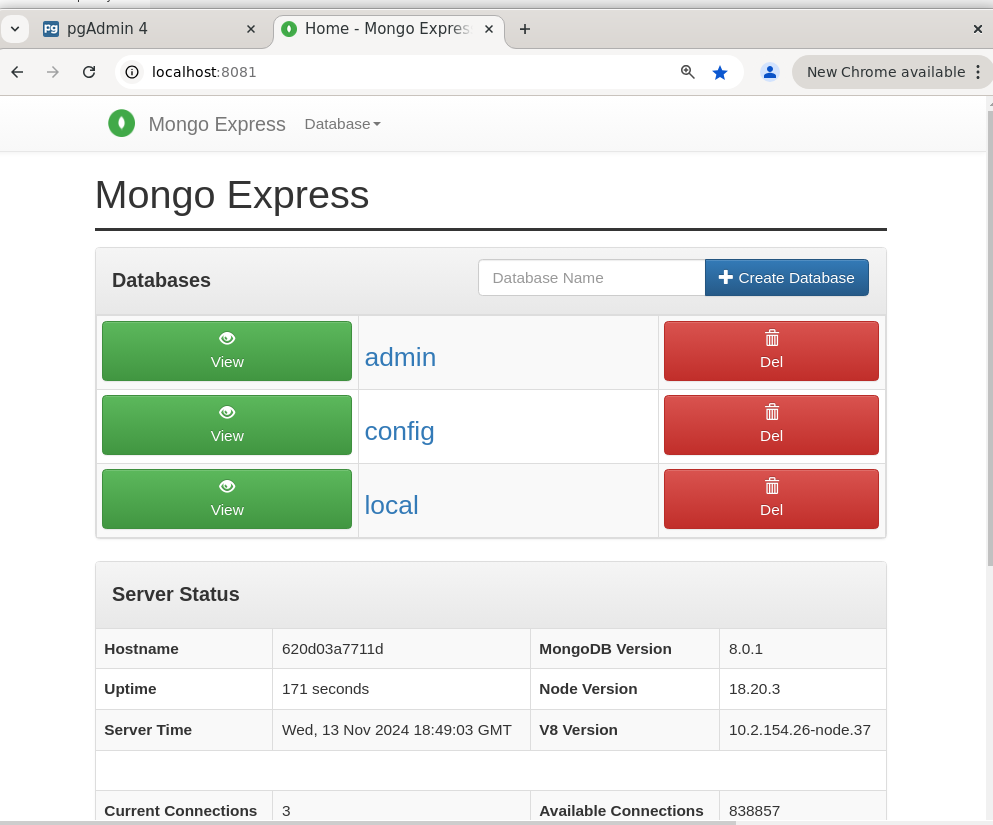 pgAdmin 4
Home - Mongo Expres
localhost:8081
New Chrome available
Mongo Express Database
Mongo Express
Databases Database Name Create Database
View admin Del
View config Del
View local Del
Server Status
Hostname 620d03a7711d MongoDB Version 8.0.1
Uptime 171 seconds Node Version 18.20.3
Server Time Wed, 13 Nov 2024 18:49:03 GMT V8 Version 10.2.154.26-node.37
Current Connections 3 Available Connections 838857